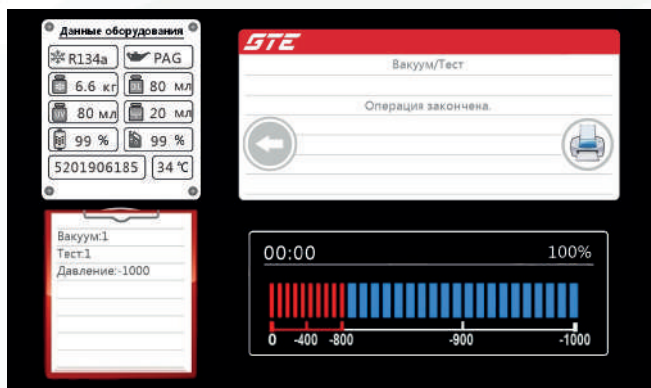 Данные оборудования
R134a PAG
6.6 кг 80 мл
80 мл 20 мл
99 % 99 %
5201906185 34 °C
GTE
Вакуум/Тест
Операция закончена.
Вакуум:1
Тест:1
Давление:-1000
00:00 100%
0 -400 -800 -900 -1000